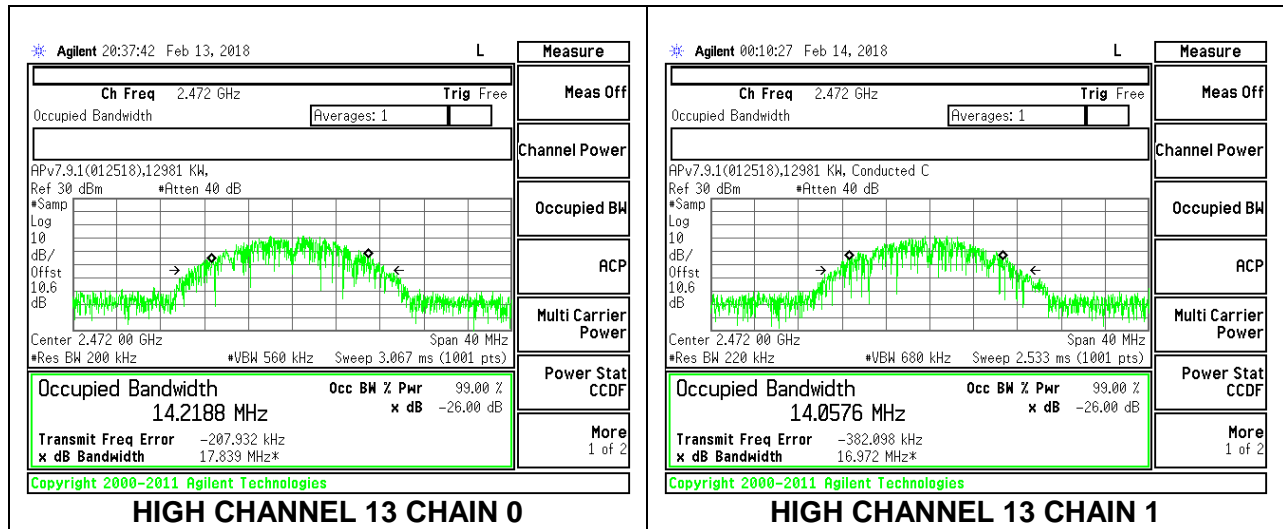 Agilent 20:37:42 Feb 13, 2018 L Measure
Ch Freq 2.472 GHz Trig Free
Occupied Bandwidth Averages: 1
APv7.9.1(012518),12981 KW,
Ref 30 dBm #Atten 40 dB
#Samp
Log
10
dB/
Offst
10.6
dB
Center 2.472 00 GHz Span 40 MHz
#Res BW 200 kHz #VBW 560 kHz Sweep 3.067 ms (1001 pts)
Occupied Bandwidth Occ BW % Pwr 99.00 %
14.2188 MHz x dB -26.00 dB
Transmit Freq Error -207.932 kHz
x dB Bandwidth 17.839 MHz*
Meas Off
Channel Power
Occupied BW
ACP
Multi Carrier
Power
Power Stat
CCDF
More
1 of 2
Copyright 2000-2011 Agilent Technologies
HIGH CHANNEL 13 CHAIN 0
Agilent 00:10:27 Feb 14, 2018 L Measure
Ch Freq 2.472 GHz Trig Free
Occupied Bandwidth Averages: 1
APv7.9.1(012518),12981 KW, Conducted C
Ref 30 dBm #Atten 40 dB
#Samp
Log
10
dB/
Offst
10.6
dB
Center 2.472 00 GHz Span 40 MHz
#Res BW 220 kHz #VBW 680 kHz Sweep 2.533 ms (1001 pts)
Occupied Bandwidth Occ BW % Pwr 99.00 %
14.0576 MHz x dB -26.00 dB
Transmit Freq Error -382.098 kHz
x dB Bandwidth 16.972 MHz*
Meas Off
Channel Power
Occupied BW
ACP
Multi Carrier
Power
Power Stat
CCDF
More
1 of 2
Copyright 2000-2011 Agilent Technologies
HIGH CHANNEL 13 CHAIN 1